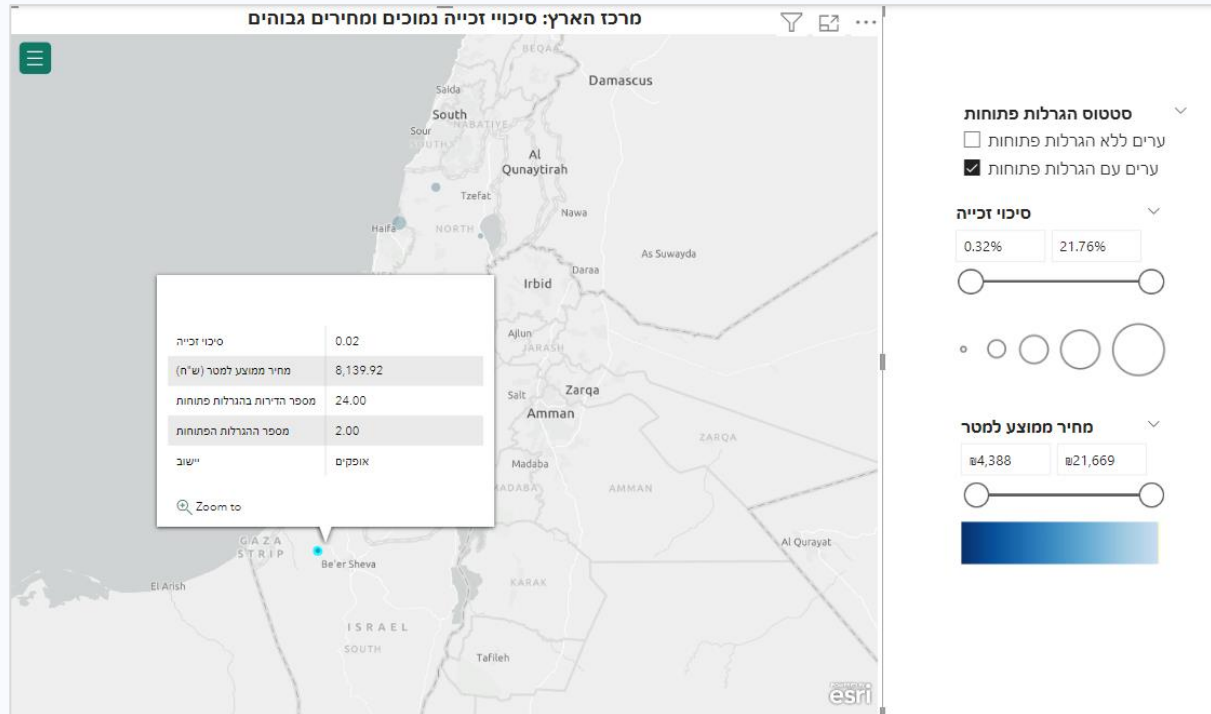 מרכז הארץ: סיכויי זכייה נמוכים ומחירים גבוהים
BEQAA
Damascus
Saida
South
NABATIYE
Sour
SOUTH
Al
Qunaytirah
Tzefat
Nawa
Haifa
NORTH
As Suwayda
Daraa
Irbid
Ajlun
JARASH
Salt
Zarqa
Amman
ZARQA
Madaba
MADABA
AMMAN
סיכוי זכייה 0.02
מחיר ממוצע למטר (ש"ח) 8,139.92
מספר הדירות בהגרלות פתוחות 24.00
מספר ההגרלות הפתוחות 2.00
יישוב אופקים
Zoom to
GAZA
STRIP
Be'er Sheva
Al Qurayat
El Arish
KARAK
ISRAEL
SOUTH
Tafileh
esri
סטטוס הגרלות פתוחות
ערים ללא הגרלות פתוחות
ערים עם הגרלות פתוחות
סיכוי זכייה
0.32% 21.76%
מחיר ממוצע למטר
₪4,388 ₪21,669